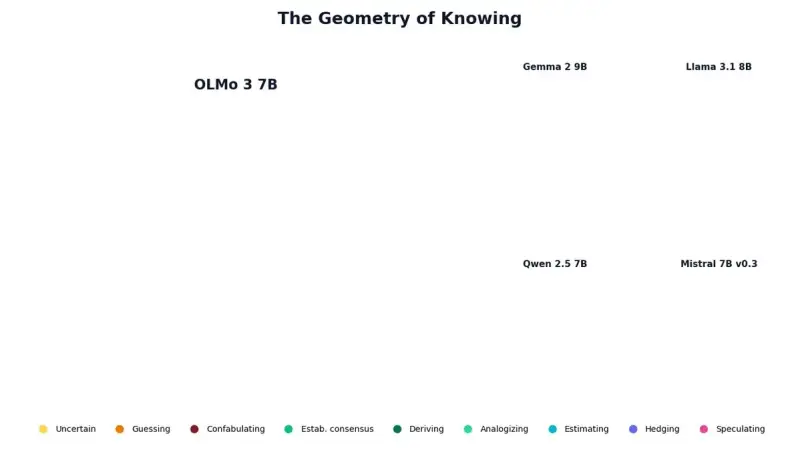 The Geometry of Knowing
OLMo 3 7B
Gemma 2 9B
Llama 3.1 8B
Qwen 2.5 7B
Mistral 7B v0.3
Uncertain Guessing Confabulating Estab. consensus Deriving Analogizing Estimating Hedging Speculating